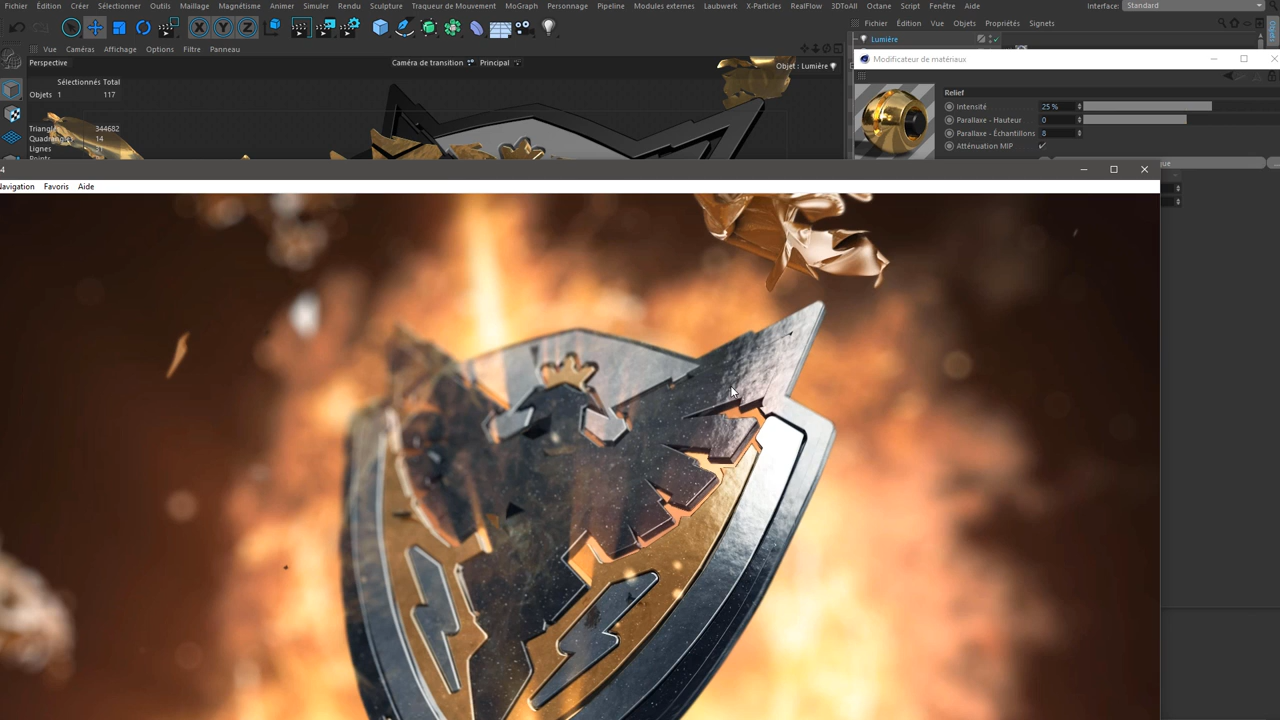 Fichier Édition Créer Sélectionner Outils Maillage Magnétisme Animer Simuler Rendu Sculpture Traqueur de Mouvement MoGraph Personnage Pipeline Modules externes Laubwerk X-Particles RealFlow 3DToAll Octane Script Fenêtre Aide Interface: Standard
X Y Z Fichier Édition Vue Objets Propriétés Signets
Lumière
Vue Caméras Affichage Options Filtre Panneau
Modificateur de matériaux
Perspective Caméra de transition Principal Objet : Lumière
Sélectionnés Total
Objets 1 117
Relief
Intensité 25 %
Parallaxe - Hauteur 0
Triangles 344682
Parallaxe - Échantillons 8
Quadrangles 14
Atténuation MIP
Lignes
Points
4
Navigation Favoris Aide